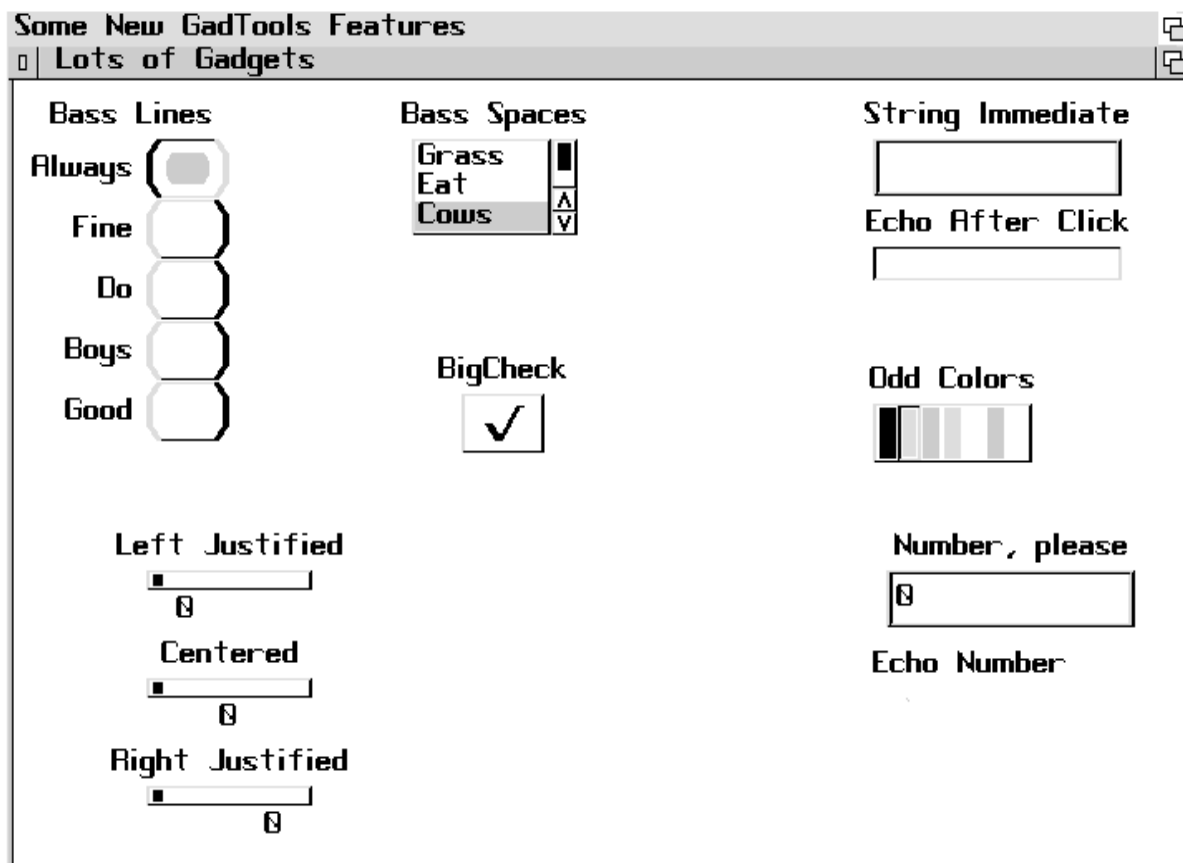 Some New GadTools Features
Lots of Gadgets
Bass Lines
Always
Fine
Do
Boys
Good
Bass Spaces
Grass
Eat
Cows
String Immediate
Echo After Click
BigCheck
Odd Colors
Left Justified
0
Centered
0
Right Justified
0
Number, please
0
Echo Number